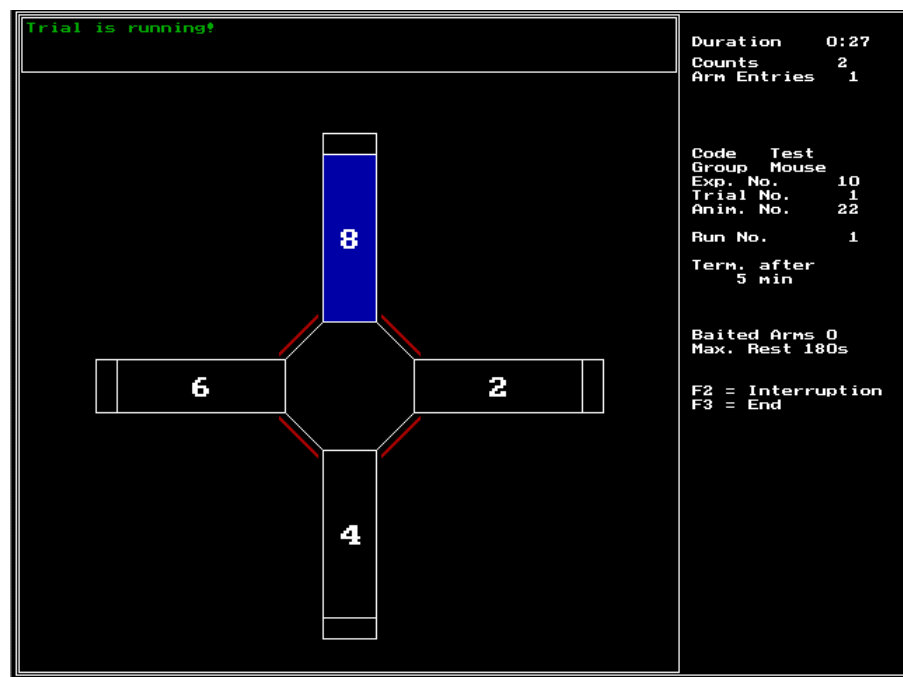 Trial is running!
Duration 0:27
Counts 2
Arm Entries 1
Code Test
Group Mouse
Exp. No. 10
Trial No. 1
Anim. No. 22
Run No. 1
Term. after
5 min
Baited Arms 0
Max. Rest 180s
F2 = Interruption
F3 = End
8
6 2
4